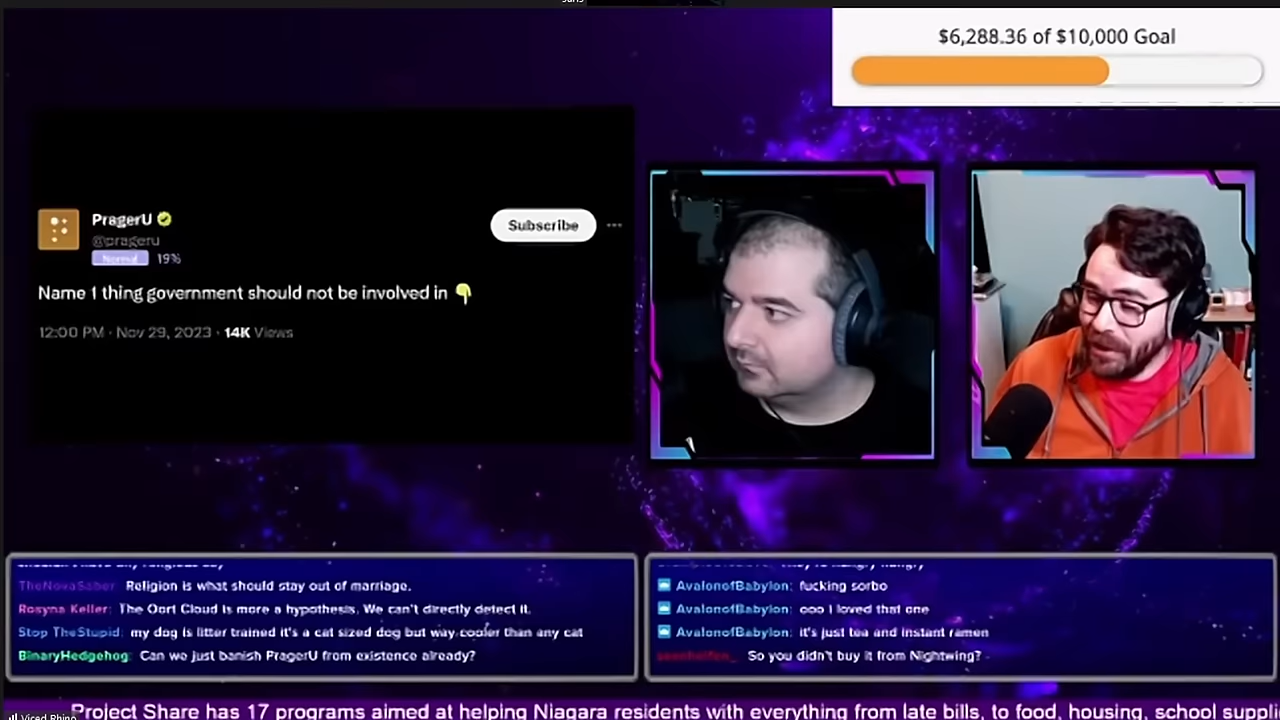 $6,288.36 of $10,000 Goal
PragerU
@prageru
Normal 19%
Subscribe
Name 1 thing government should not be involved in
12:00 PM · Nov 29, 2023 · 14K Views
TheNovaSaber: Religion is what should stay out of marriage.
Rosyna Keller: The Oort Cloud is more a hypothesis. We can't directly detect it.
Stop TheStupid: my dog is litter trained it's a cat sized dog but way cooler than any cat
BinaryHedgehog: Can we just banish PragerU from existence already?
AvalonofBabylon: fucking sorbo
AvalonofBabylon: ooo I loved that one
AvalonofBabylon: it's just tea and instant ramen
So you didn't buy it from Nightwing?
Viced Rhino
Project Share has 17 programs aimed at helping Niagara residents with everything from late bills, to food, housing, school suppli